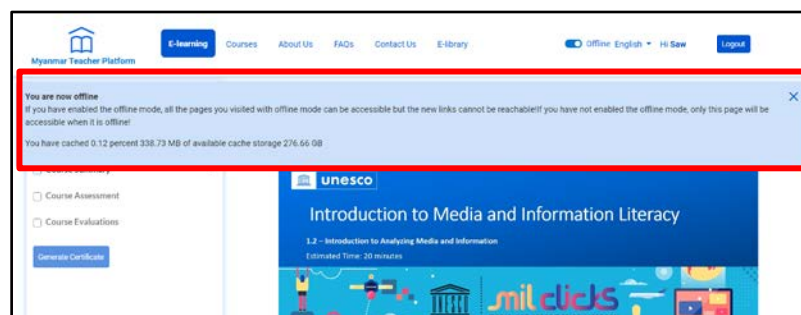 E-learning Courses About Us FAQs Contact Us E-library Offline English Hi Saw Logout
Myanmar Teacher Platform
You are now offline
If you have enabled the offline mode, all the pages you visited with offline mode can be accessible but the new links cannot be reachable!If you have not enabled the offline mode, only this page will be
accessible when it is offline!
You have cached 0.12 percent 338.73 MB of available cache storage 276.66 GB
Course Summary
Course Assessment
Course Evaluations
Generate Certificate
unesco
Introduction to Media and Information Literacy
1.2 – Introduction to Analyzing Media and Information
Estimated Time: 20 minutes
mil clicks